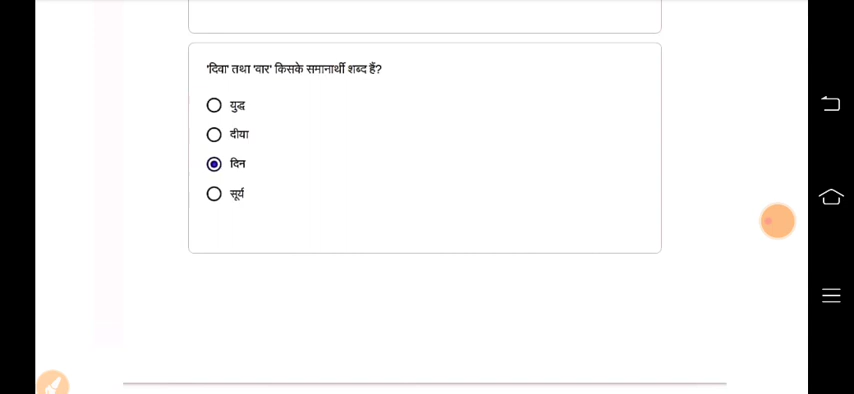 'दिवा' तथा 'वार' किसके समानार्थी शब्द हैं?
युद्ध
दीया
दिन
सूर्य